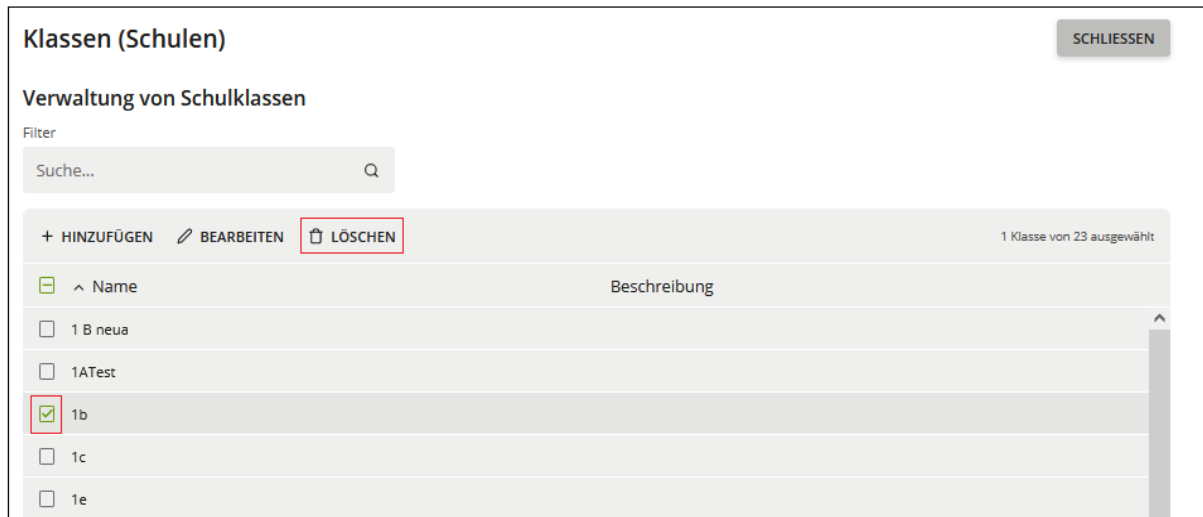 Klassen (Schulen)
SCHLIESSEN
Verwaltung von Schulklassen
Filter
Suche...
HINZUFÜGEN BEARBEITEN LÖSCHEN 1 Klasse von 23 ausgewählt
Name Beschreibung
1 B neua
1ATest
1b
1c
1e